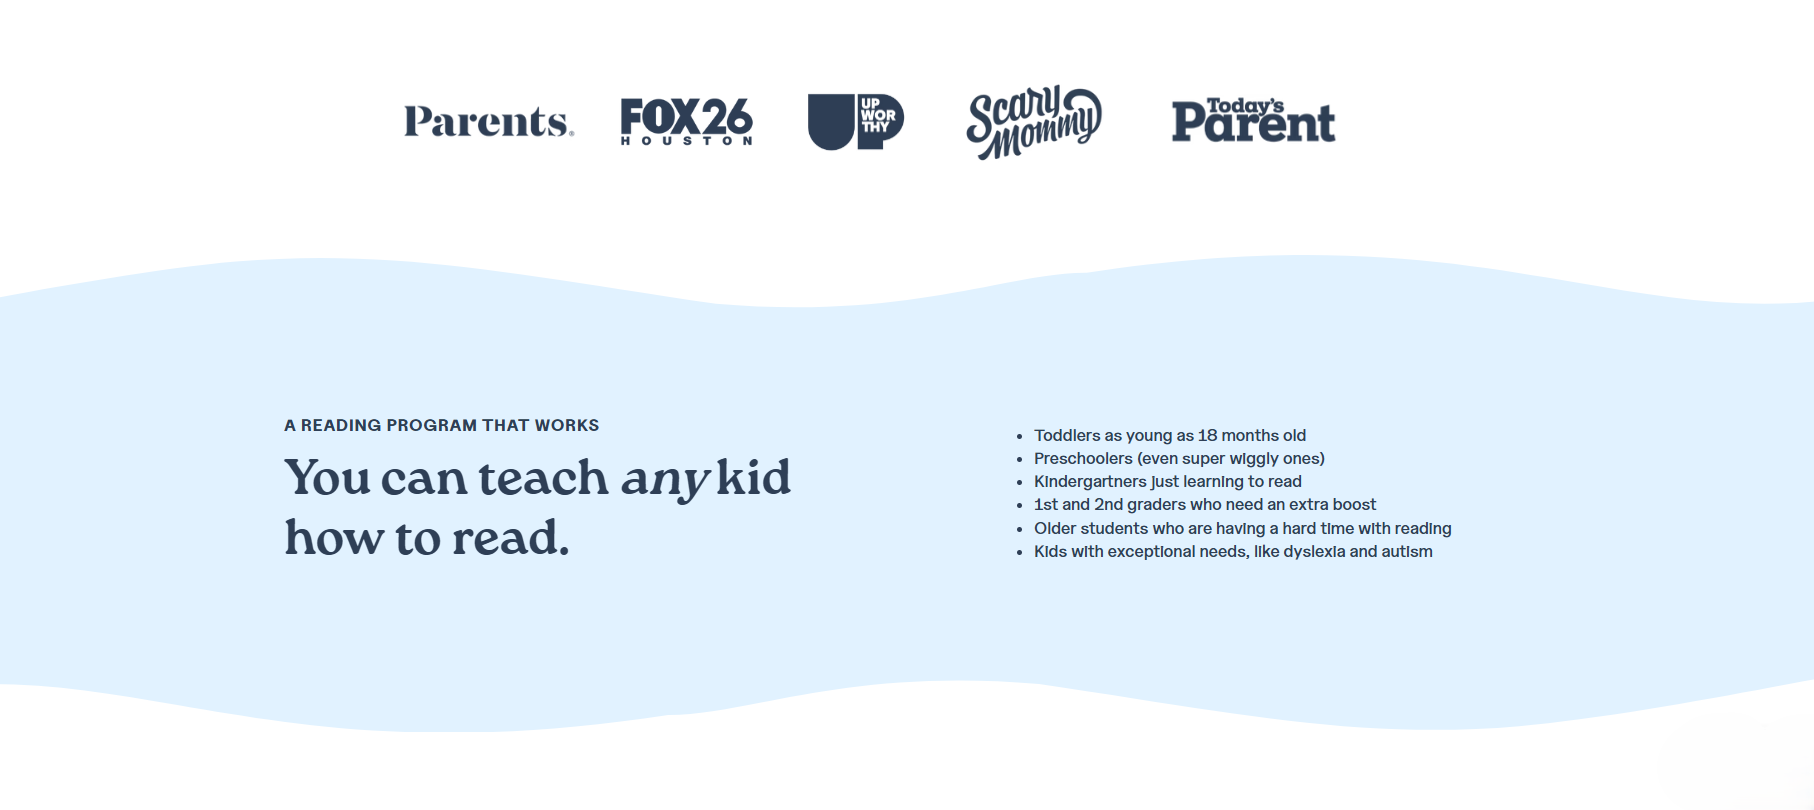 Parents®
FOX 26
HOUSTON
UP
WOR
THY
Scary
Mommy
Today's
Parent
A READING PROGRAM THAT WORKS
You can teach any kid
how to read.
• Toddlers as young as 18 months old
• Preschoolers (even super wiggly ones)
• Kindergartners just learning to read
• 1st and 2nd graders who need an extra boost
• Older students who are having a hard time with reading
• Kids with exceptional needs, like dyslexia and autism